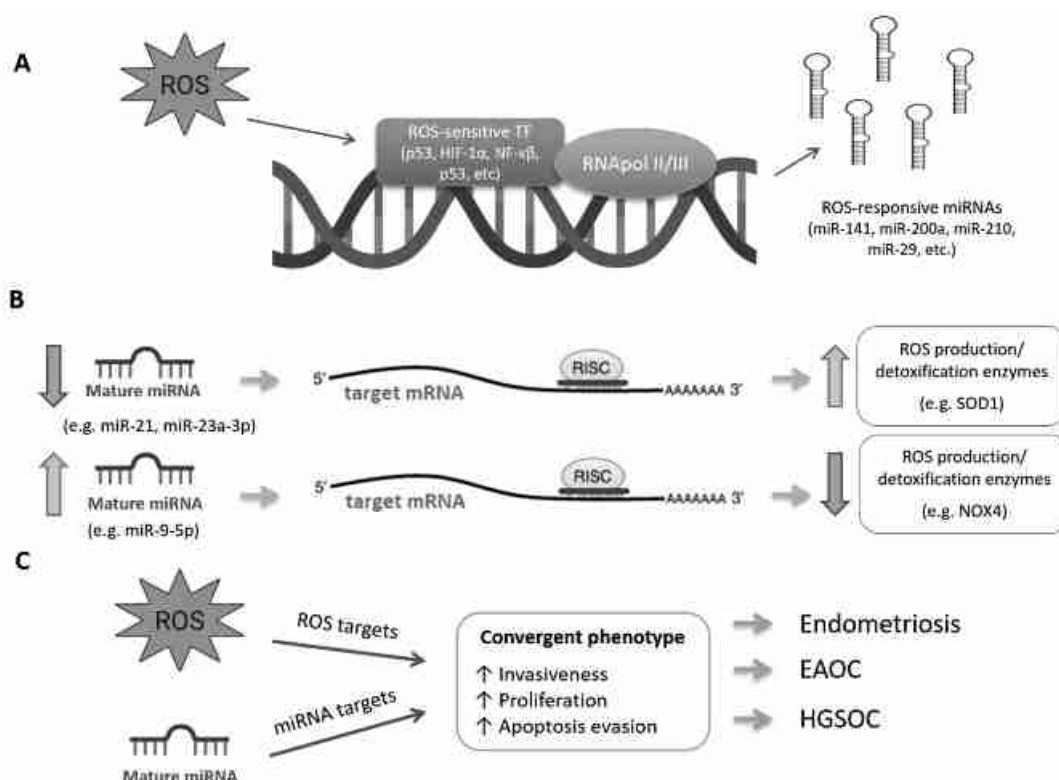 A
ROS
ROS-sensitive TF
(p53, HIF-1α, NF-κβ,
p53, etc)
RNApol II/III
ROS-responsive miRNAs
(miR-141, miR-200a, miR-210,
miR-29, etc.)
B
Mature miRNA
(e.g. miR-21, miR-23a-3p)
5'
target mRNA
RISC
AAAAAAA 3'
ROS production/
detoxification enzymes
(e.g. SOD1)
Mature miRNA
(e.g. miR-9-5p)
5'
target mRNA
RISC
AAAAAAA 3'
ROS production/
detoxification enzymes
(e.g. NOX4)
C
ROS
ROS targets
miRNA targets
Mature miRNA
Convergent phenotype
↑ Invasiveness
↑ Proliferation
↑ Apoptosis evasion
Endometriosis
EAOC
HGSOC